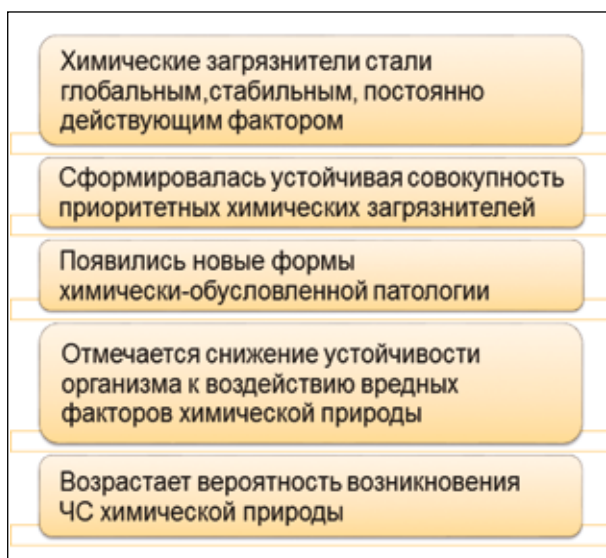 Химические загрязнители стали
глобальным,стабильным, постоянно
действующим фактором
Сформировалась устойчивая совокупность
приоритетных химических загрязнителей
Появились новые формы
химически-обусловленной патологии
Отмечается снижение устойчивости
организма к воздействию вредных
факторов химической природы
Возрастает вероятность возникновения
ЧС химической природы